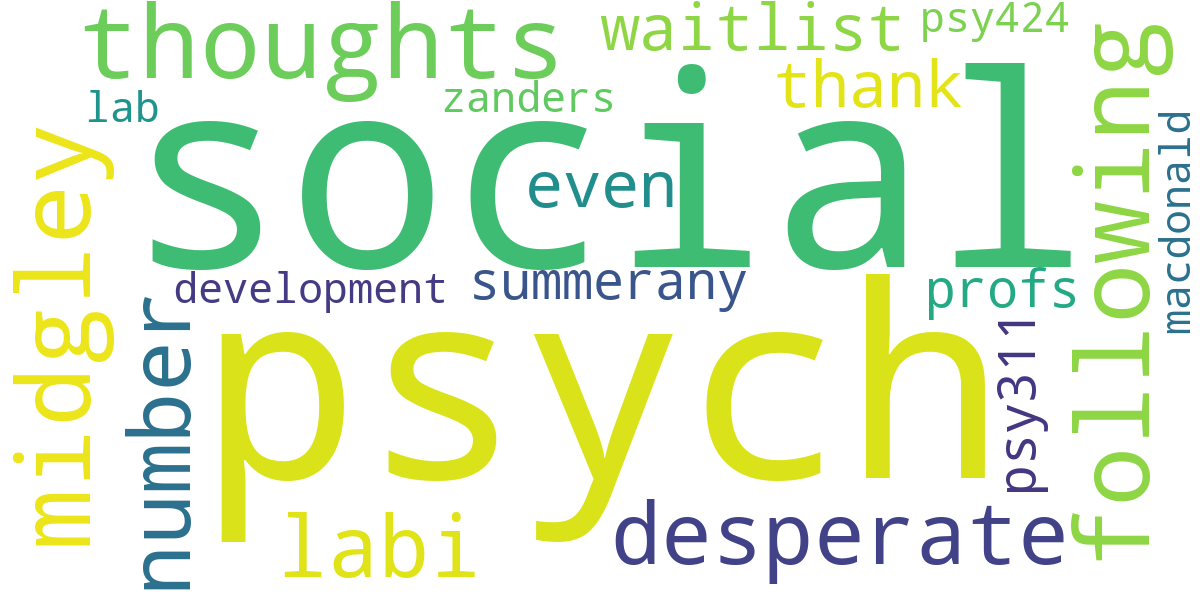 thoughts
waitlist
psy424
thank
lab
zanders
social
even
following
macdonald
midgley
development
summerany
profs
number
psych
psy311
labi
desperate